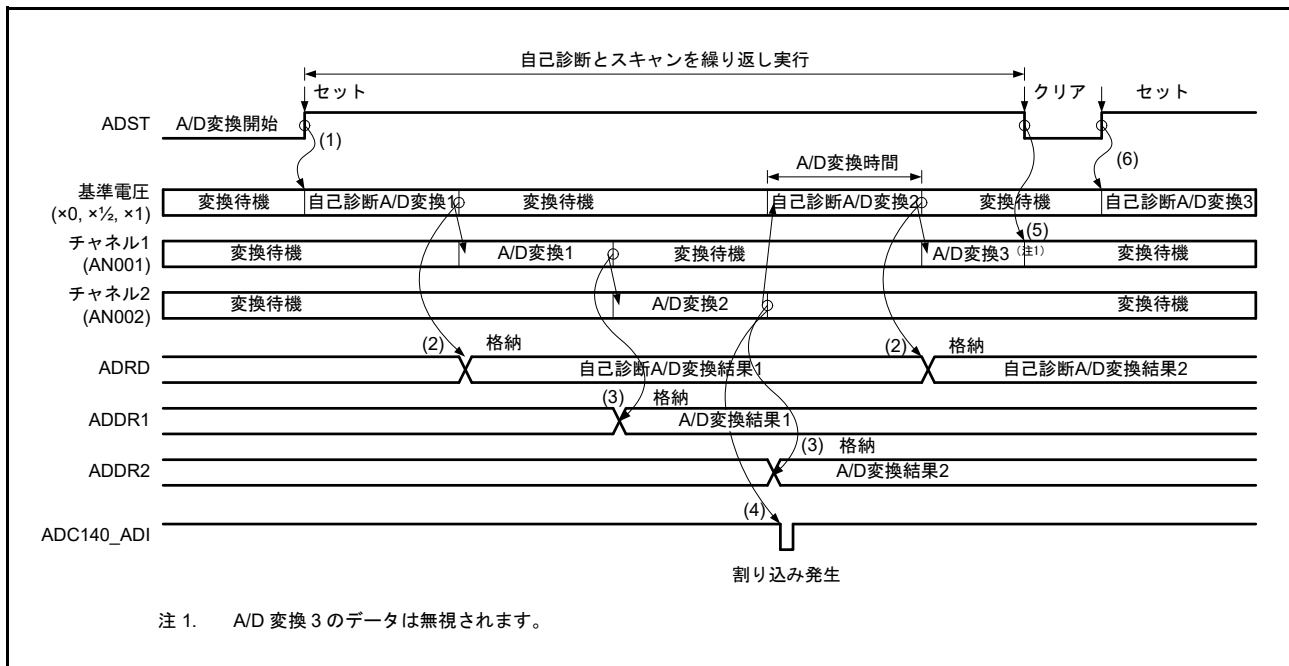 自己診断とスキャンを繰り返し実行
セット クリア セット
ADST A/D変換開始
(1) (6)
A/D変換時間
基準電圧
(×0, ×½, ×1)
変換待機 自己診断A/D変換1 変換待機 自己診断A/D変換2 変換待機 自己診断A/D変換3
チャネル1
(AN001)
変換待機 A/D変換1 変換待機 A/D変換3 (注1) (5) 変換待機
チャネル2
(AN002)
変換待機 A/D変換2 変換待機
(2) 格納 (2) 格納
ADRD 自己診断A/D変換結果1 自己診断A/D変換結果2
(3) 格納
ADDR1 A/D変換結果1
(3) 格納
ADDR2 A/D変換結果2
(4)
ADC140_ADI
割り込み発生
注 1. A/D 変換 3 のデータは無視されます。